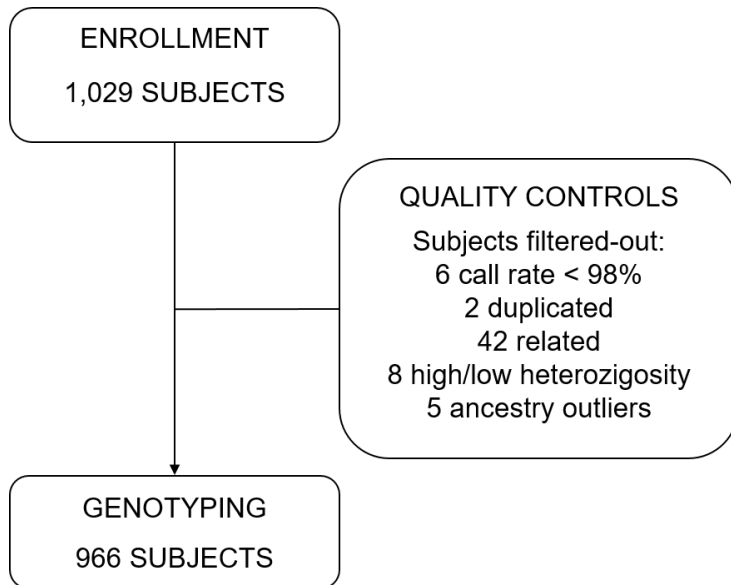 ENROLLMENT
1,029 SUBJECTS
QUALITY CONTROLS
Subjects filtered-out:
6 call rate < 98%
2 duplicated
42 related
8 high/low heterozigosity
5 ancestry outliers
GENOTYPING
966 SUBJECTS